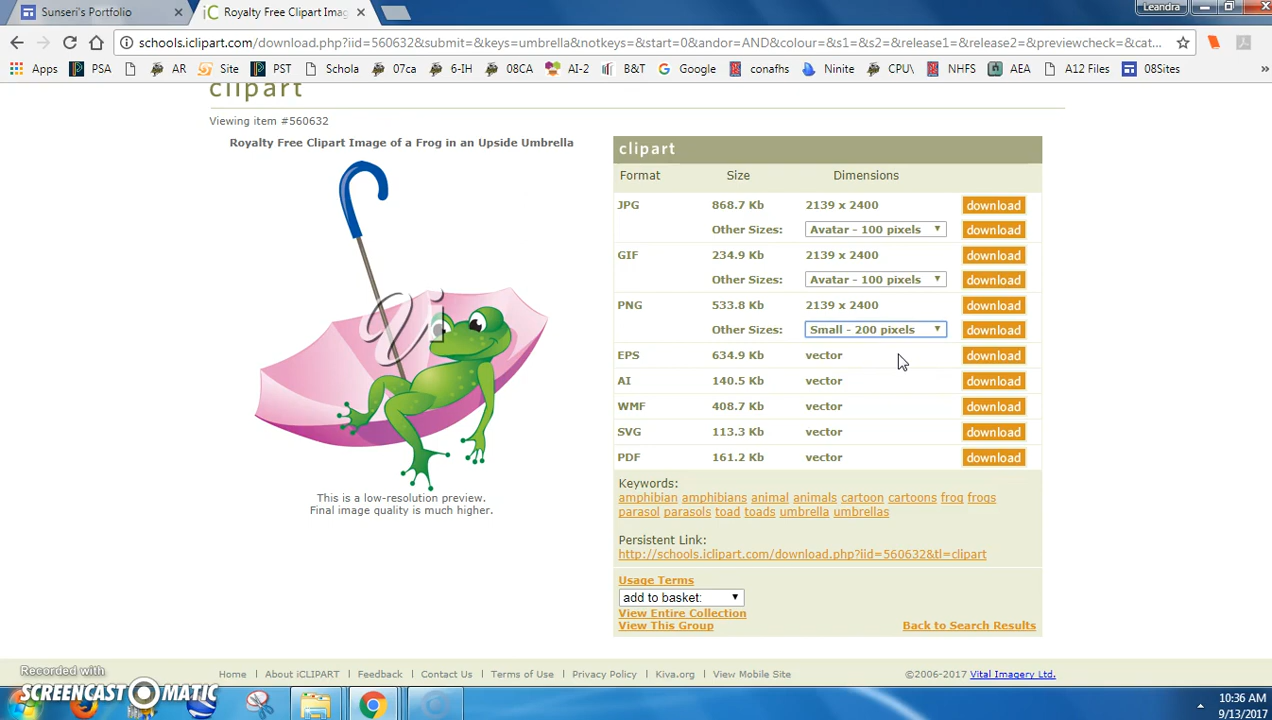 Sunseri's Portfolio
iC Royalty Free Clipart Ima
Leandra
schools.iclipart.com/download.php?iid=560632&submit=&keys=umbrella&notkeys=&start=0&andor=AND&colour=&s1=&s2=&release1=&release2=&previewcheck=&cat...
Apps PSA AR Site PST Schola 07ca 6-IH 08CA AI-2 B&T Google conafhs Ninite CPU\ NHFS AEA A12 Files 08Sites
clipart
Viewing item #560632
Royalty Free Clipart Image of a Frog in an Upside Umbrella
This is a low-resolution preview.
Final image quality is much higher.
clipart
Format Size Dimensions
JPG 868.7 Kb 2139 x 2400 download
Other Sizes: Avatar - 100 pixels download
GIF 234.9 Kb 2139 x 2400 download
Other Sizes: Avatar - 100 pixels download
PNG 533.8 Kb 2139 x 2400 download
Other Sizes: Small - 200 pixels download
EPS 634.9 Kb vector download
AI 140.5 Kb vector download
WMF 408.7 Kb vector download
SVG 113.3 Kb vector download
PDF 161.2 Kb vector download
Keywords:
amphibian amphibians animal animals cartoon cartoons frog frogs
parasol parasols toad toads umbrella umbrellas
Persistent Link:
http://schools.iclipart.com/download.php?iid=560632&tl=clipart
Usage Terms
add to basket:
View Entire Collection
View This Group Back to Search Results
Home | About iCLIPART | Feedback | Contact Us | Terms of Use | Privacy Policy | Kiva.org | View Mobile Site ©2006-2017 Vital Imagery Ltd.
Recorded with
SCREENCAST-O-MATIC
10:36 AM
9/13/2017